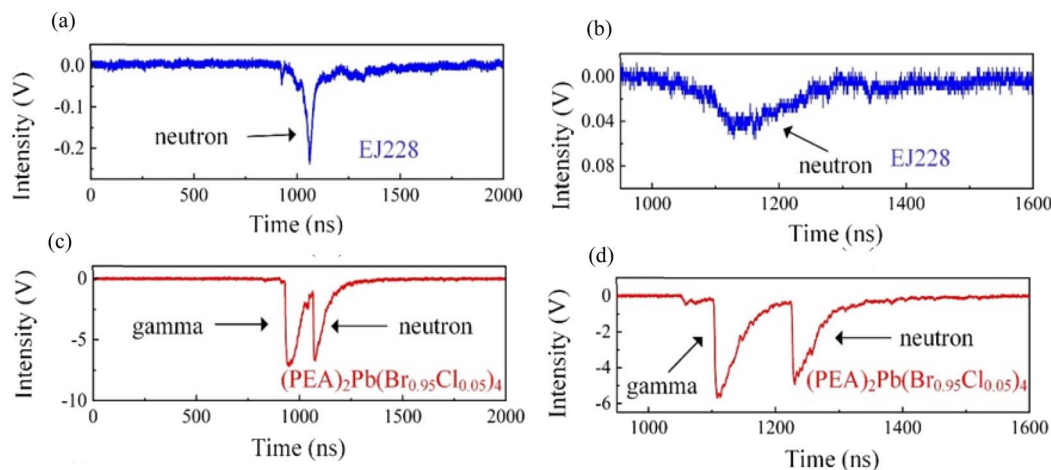 (a)
0.0
-0.1
-0.2
Intensity (V)
neutron
EJ228
0 500 1000 1500 2000
Time (ns)
(b)
0.00
0.04
0.08
Intensity (V)
neutron
EJ228
1000 1200 1400 1600
Time (ns)
(c)
0
-5
-10
Intensity (V)
gamma
neutron
(PEA)₂Pb(Br₀.₉₅Cl₀.₀₅)₄
0 500 1000 1500 2000
Time (ns)
(d)
0
-2
-4
-6
Intensity (V)
gamma
neutron
(PEA)₂Pb(Br₀.₉₅Cl₀.₀₅)₄
1000 1200 1400 1600
Time (ns)